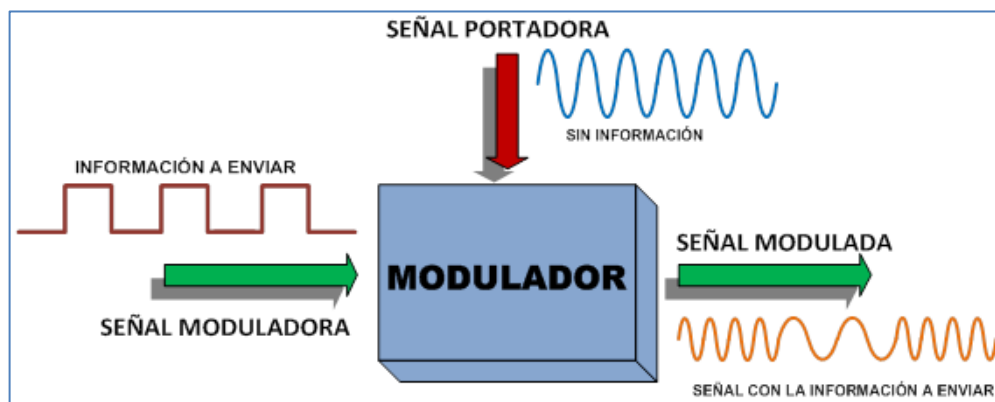 SEÑAL PORTADORA
SIN INFORMACIÓN
INFORMACIÓN A ENVIAR
SEÑAL MODULADORA
MODULADOR
SEÑAL MODULADA
SEÑAL CON LA INFORMACIÓN A ENVIAR